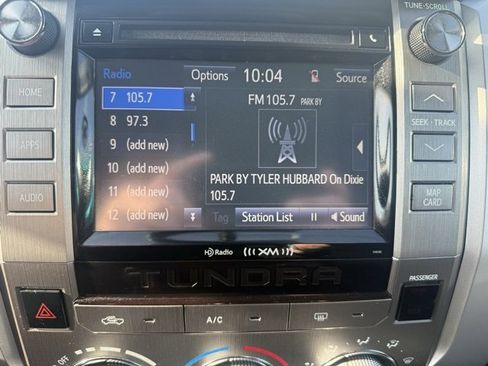 TUNE·SCROLL
Radio Options 10:04 Source
HOME
APPS
AUDIO
7 105.7
8 97.3
9 (add new)
10 (add new)
11 (add new)
12 (add new)
FM 105.7 PARK BY
PARK BY TYLER HUBBARD On Dixie
105.7
Tag Station List II Sound
SEEK·TRACK
MAP
CARD
HD Radio XM
TUNDRA
PASSENGER
A/C
OFF